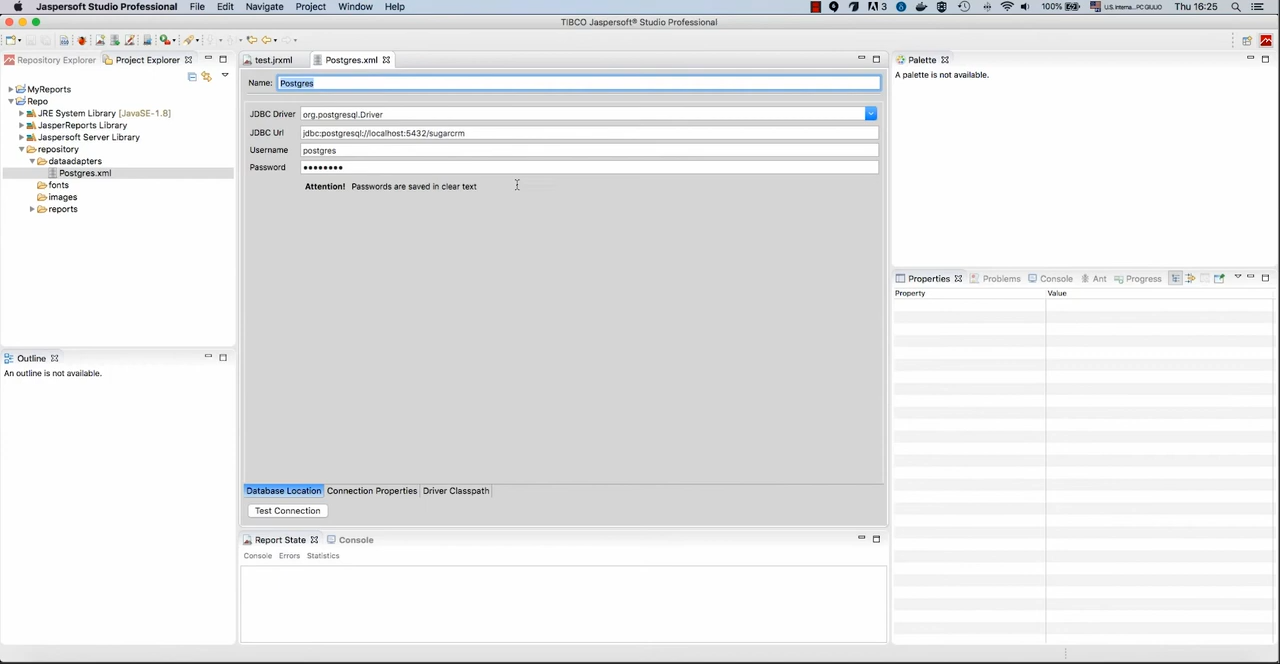 Jaspersoft Studio Professional File Edit Navigate Project Window Help
3 100% Thu 16:25
TIBCO Jaspersoft® Studio Professional
Repository Explorer Project Explorer
MyReports
Repo
JRE System Library [JavaSE-1.8]
JasperReports Library
Jaspersoft Server Library
repository
dataadapters
Postgres.xml
fonts
images
reports
Outline
An outline is not available.
test.jrxml Postgres.xml
Name: Postgres
JDBC Driver org.postgresql.Driver
JDBC Url jdbc:postgresql://localhost:5432/sugarcrm
Username postgres
Password ••••••••
Attention! Passwords are saved in clear text
Database Location Connection Properties Driver Classpath
Test Connection
Report State Console
Console Errors Statistics
Palette
A palette is not available.
Properties Problems Console Ant Progress
Property Value